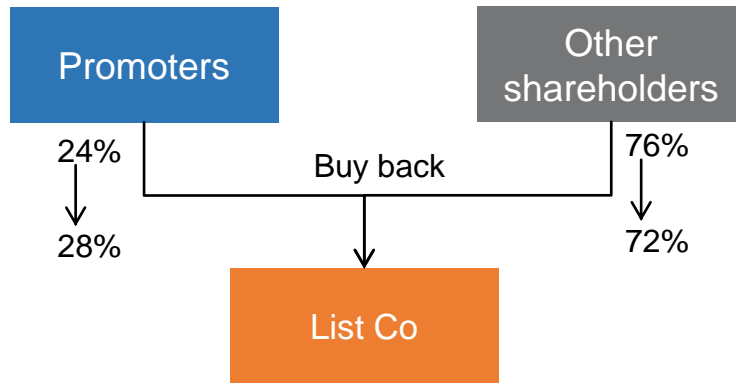 Promoters
Other
shareholders
24%
Buy back
76%
28%
72%
List Co